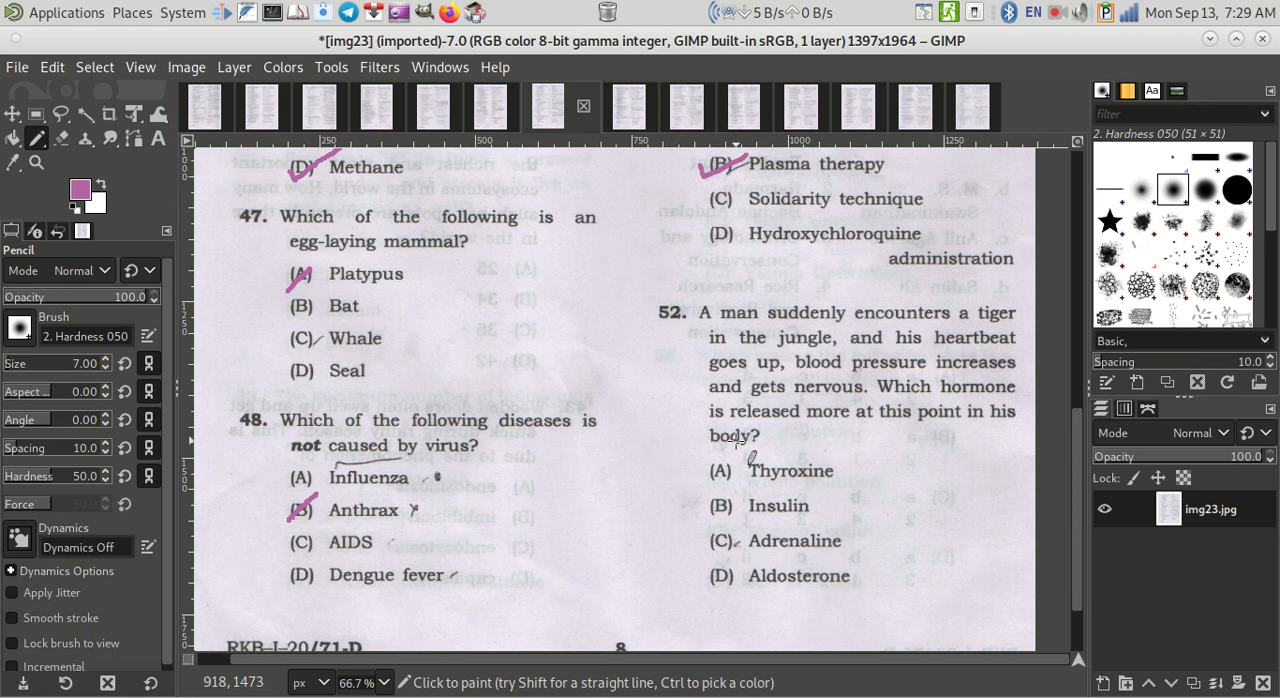 Applications Places System
5 B/s 0 B/s
EN
Mon Sep 13, 7:29 AM
*[img23] (imported)-7.0 (RGB color 8-bit gamma integer, GIMP built-in sRGB, 1 layer) 1397x1964 – GIMP
File Edit Select View Image Layer Colors Tools Filters Windows Help
250 500 750 1000 1250
Pencil
Mode Normal
Opacity 100.0
Brush
2. Hardness 050
Size 7.00
Aspect... 0.00
Angle 0.00
Spacing 10.0
Hardness 50.0
Force 50.0
Dynamics
Dynamics Off
Dynamics Options
Apply Jitter
Smooth stroke
Lock brush to view
Incremental
(D) Methane
47. Which of the following is an
egg-laying mammal?
(A) Platypus
(B) Bat
(C) Whale
(D) Seal
48. Which of the following diseases is
not caused by virus?
(A) Influenza
(B) Anthrax
(C) AIDS
(D) Dengue fever
RKB–I–20/71-D
8
(B) Plasma therapy
(C) Solidarity technique
(D) Hydroxychloroquine
administration
52. A man suddenly encounters a tiger
in the jungle, and his heartbeat
goes up, blood pressure increases
and gets nervous. Which hormone
is released more at this point in his
body?
(A) Thyroxine
(B) Insulin
(C) Adrenaline
(D) Aldosterone
918, 1473 px 66.7% Click to paint (try Shift for a straight line, Ctrl to pick a color)
Aa
filter
2. Hardness 050 (51 × 51)
Basic,
Spacing 10.0
Mode Normal
Opacity 100.0
Lock:
img23.jpg